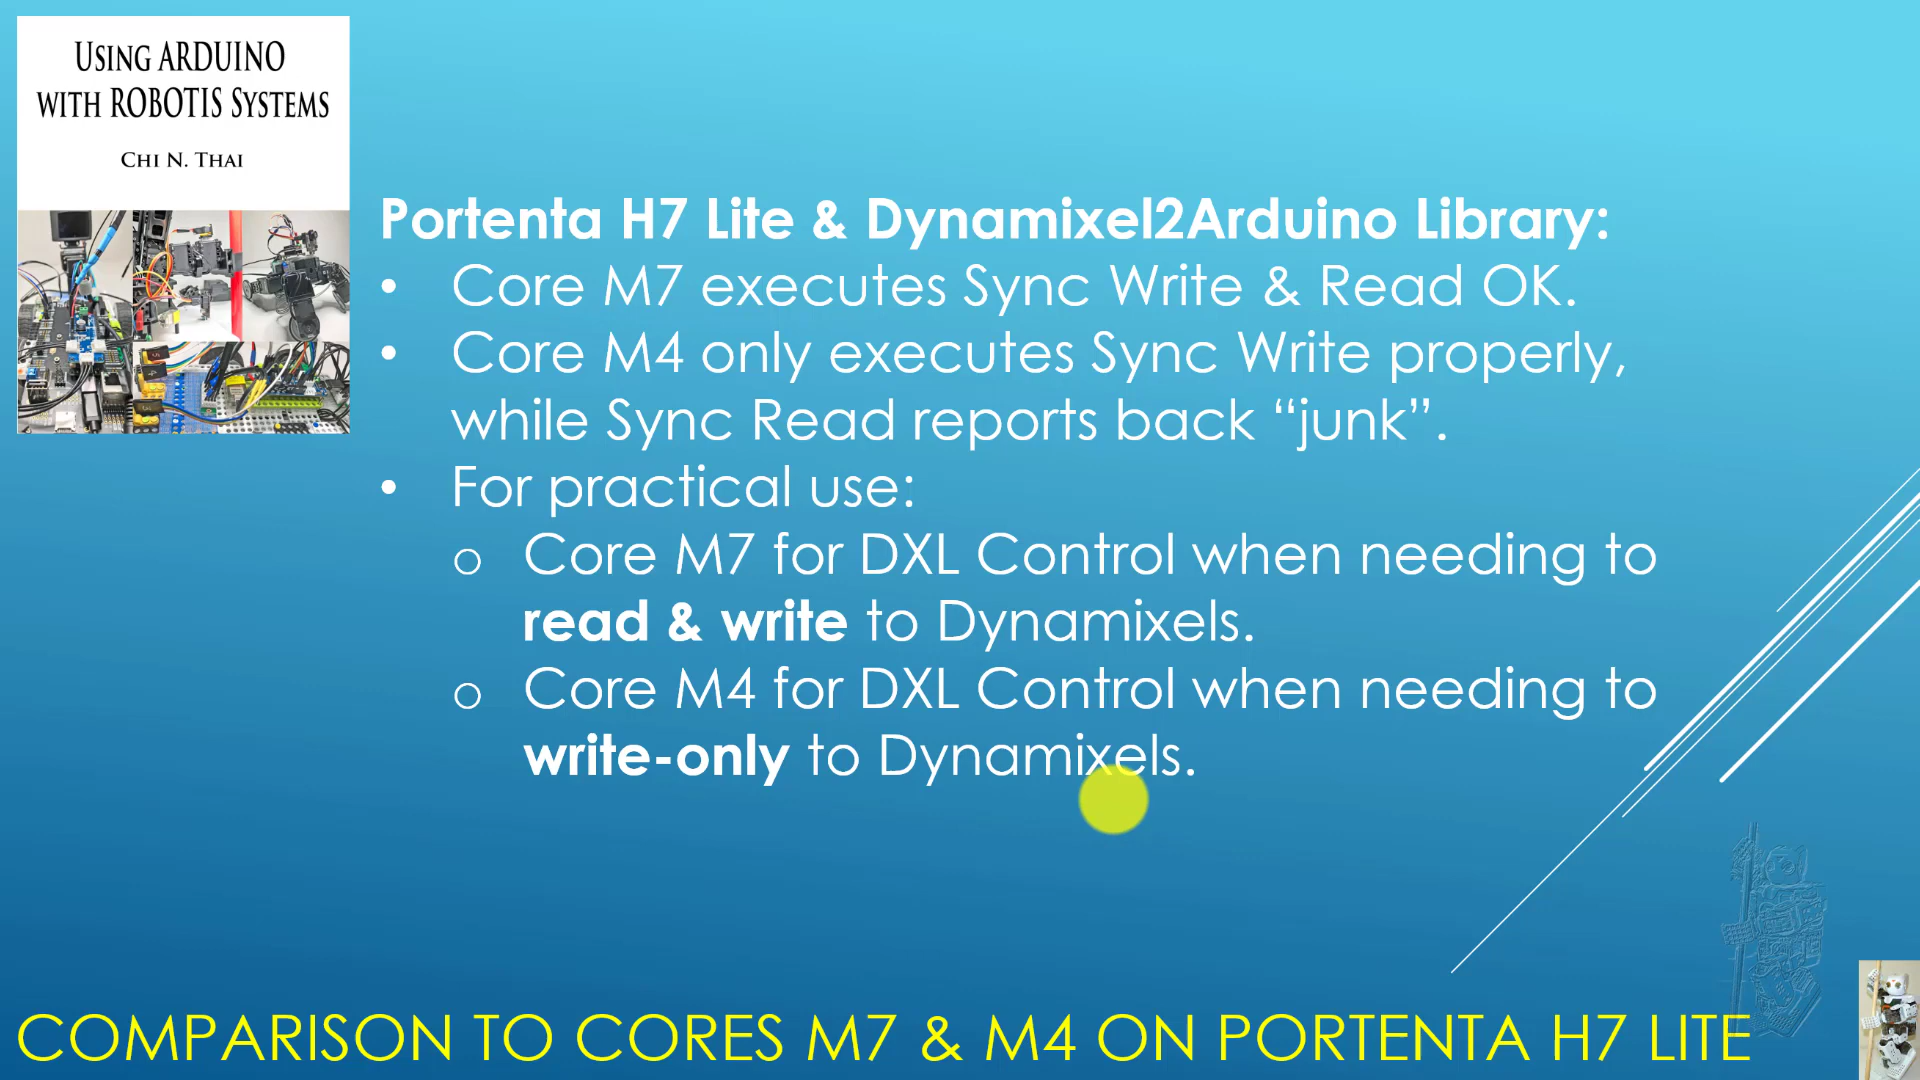 USING ARDUINO
WITH ROBOTIS SYSTEMS
CHI N. THAI
Portenta H7 Lite & Dynamixel2Arduino Library:
• Core M7 executes Sync Write & Read OK.
• Core M4 only executes Sync Write properly,
while Sync Read reports back “junk”.
• For practical use:
o Core M7 for DXL Control when needing to
read & write to Dynamixels.
o Core M4 for DXL Control when needing to
write-only to Dynamixels.
COMPARISON TO CORES M7 & M4 ON PORTENTA H7 LITE